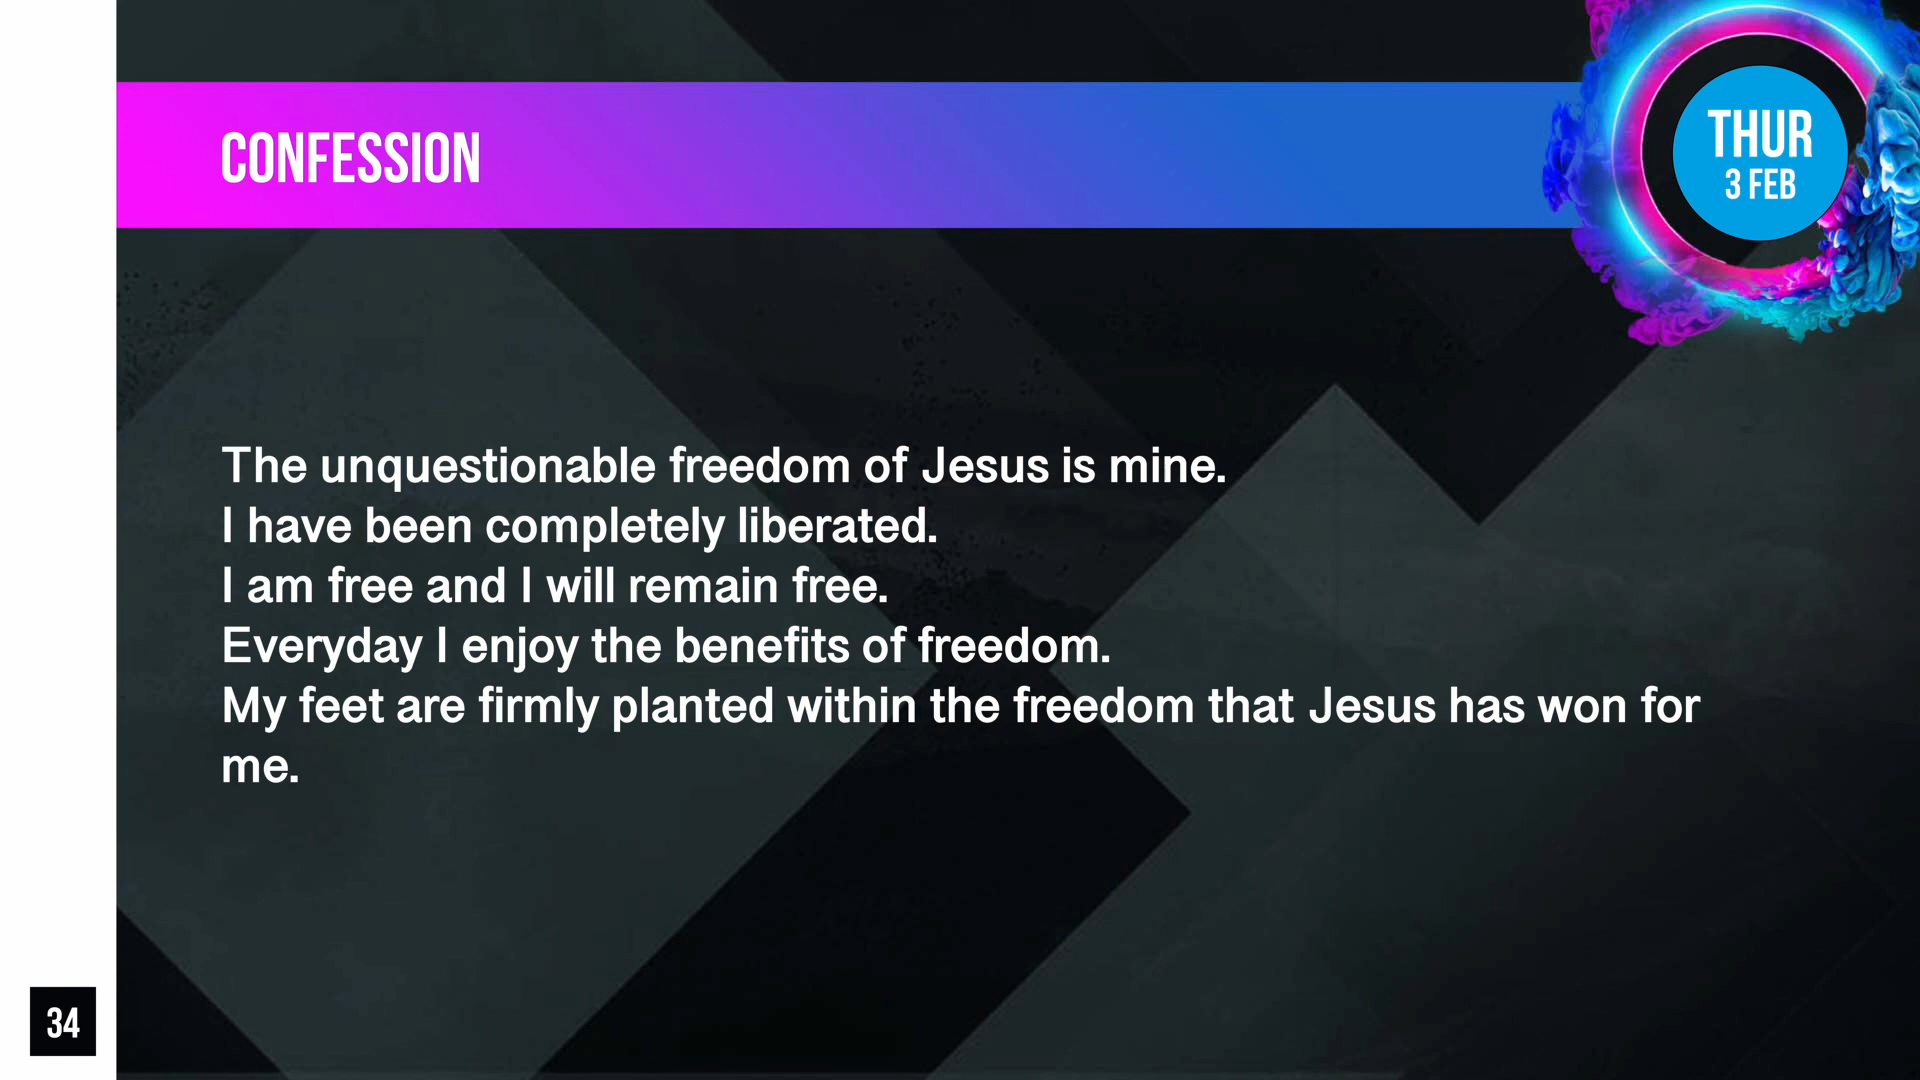 CONFESSION
THUR
3 FEB
The unquestionable freedom of Jesus is mine.
I have been completely liberated.
I am free and I will remain free.
Everyday I enjoy the benefits of freedom.
My feet are firmly planted within the freedom that Jesus has won for
me.
34